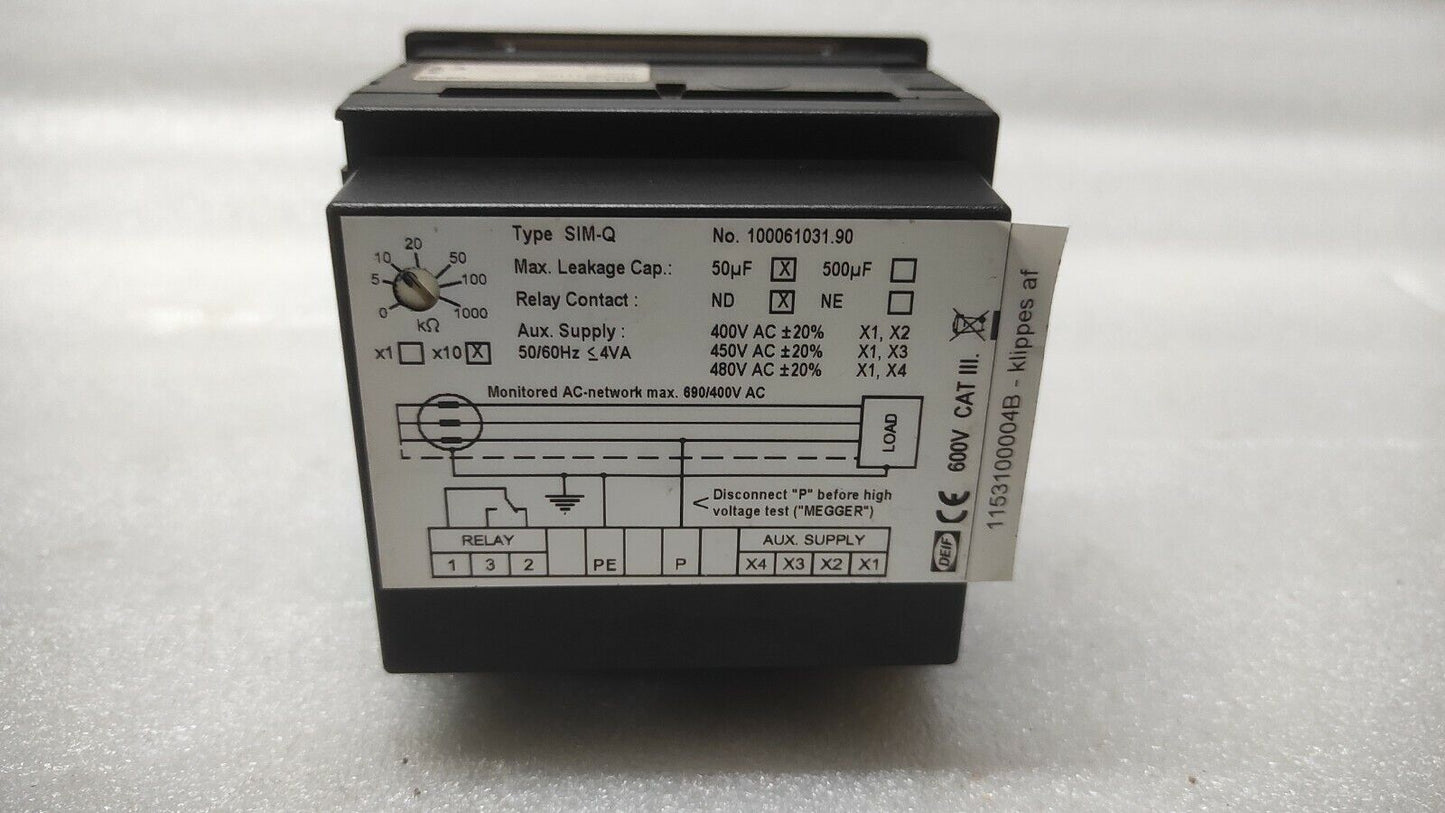 Type SIM-Q No. 100061031.90
Max. Leakage Cap.: 50µF X 500µF
Relay Contact : ND X NE
Aux. Supply : 400V AC ±20% X1, X2
50/60Hz ≤4VA 450V AC ±20% X1, X3
480V AC ±20% X1, X4
0 5 10 20 50 100 1000
kΩ
x1 x10 X
Monitored AC-network max. 690/400V AC
LOAD
Disconnect "P" before high
voltage test ("MEGGER")
RELAY AUX. SUPPLY
1 3 2 PE P X4 X3 X2 X1
600V CAT III.
CE
DEIF
1153100004B - klippes af